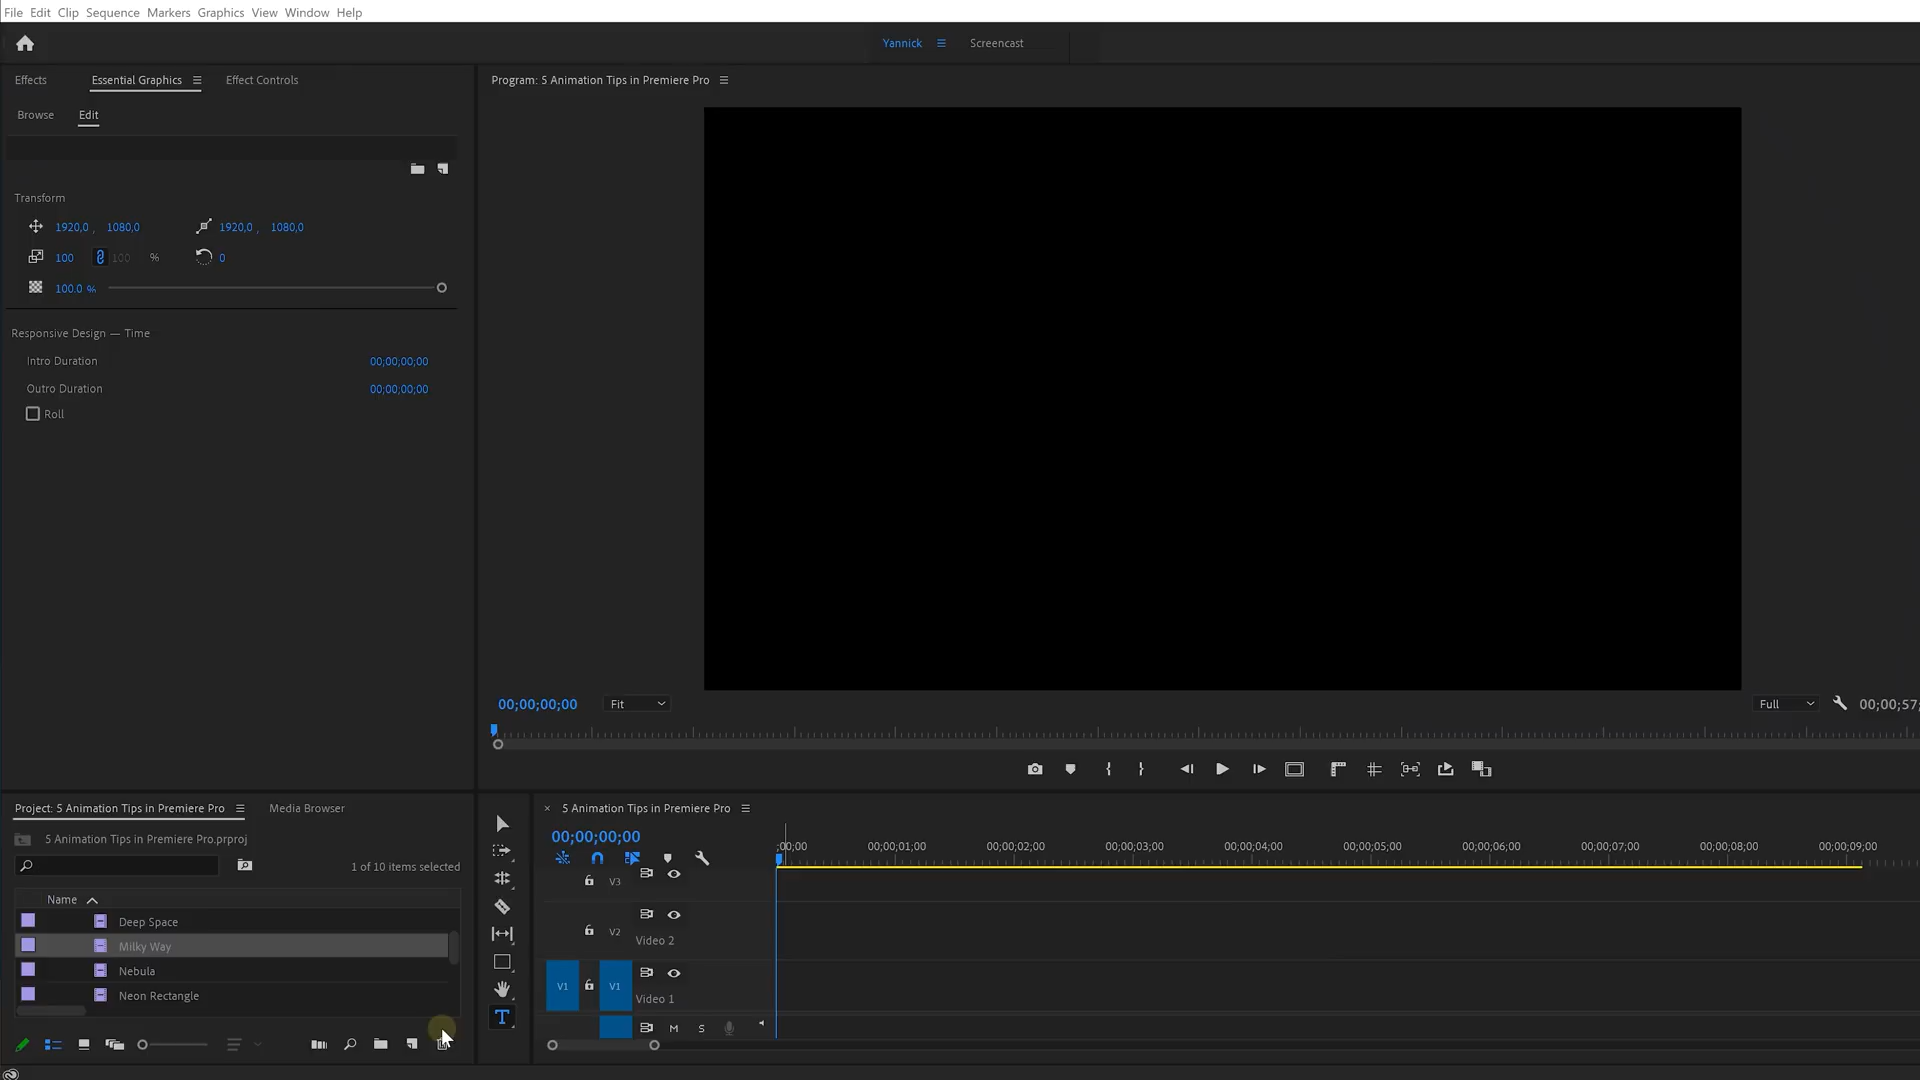 File Edit Clip Sequence Markers Graphics View Window Help
Yannick Screencast
Effects Essential Graphics Effect Controls
Program: 5 Animation Tips in Premiere Pro
Browse Edit
Transform
1920,0 , 1080,0 1920,0 , 1080,0
100 100 % 0
100.0 %
Responsive Design — Time
Intro Duration 00;00;00;00
Outro Duration 00;00;00;00
Roll
00;00;00;00 Fit Full 00;00;57;
Project: 5 Animation Tips in Premiere Pro Media Browser
5 Animation Tips in Premiere Pro.prproj
1 of 10 items selected
Name
Deep Space
Milky Way
Nebula
Neon Rectangle
× 5 Animation Tips in Premiere Pro
00;00;00;00
;00;00 00;00;01;00 00;00;02;00 00;00;03;00 00;00;04;00 00;00;05;00 00;00;06;00 00;00;07;00 00;00;08;00 00;00;09;00
V3
V2
Video 2
V1 V1
Video 1
M S